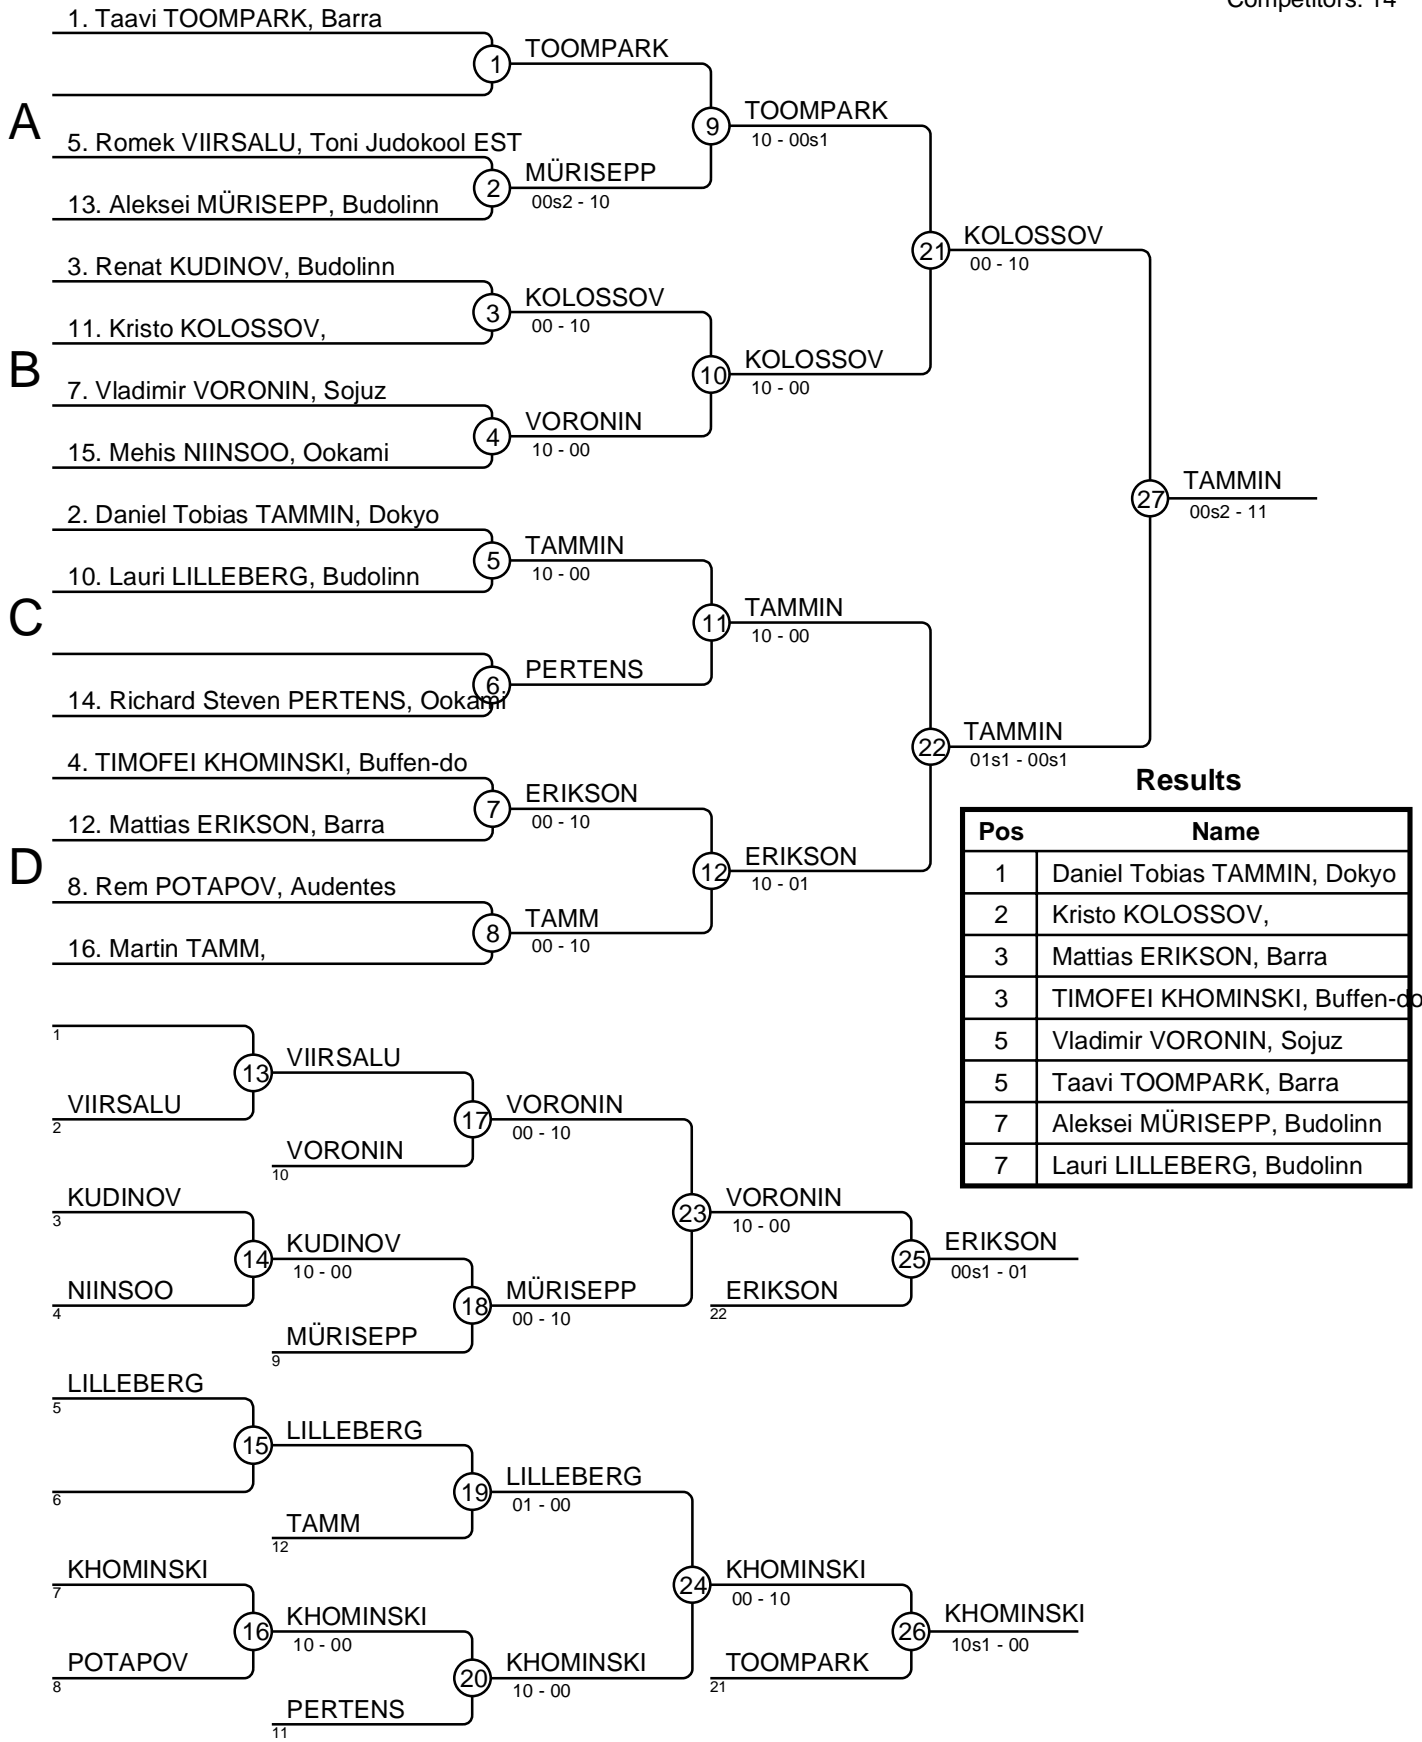 Competitors: 14
1. Taavi TOOMPARK, Barra
1
TOOMPARK
A
5. Romek VIIRSALU, Toni Judokool EST
13. Aleksei MÜRISEPP, Budolinn
2
MÜRISEPP
00s2 - 10
9
TOOMPARK
10 - 00s1
3. Renat KUDINOV, Budolinn
11. Kristo KOLOSSOV,
3
KOLOSSOV
00 - 10
B
7. Vladimir VORONIN, Sojuz
15. Mehis NIINSOO, Ookami
4
VORONIN
10 - 00
10
KOLOSSOV
10 - 00
21
KOLOSSOV
00 - 10
2. Daniel Tobias TAMMIN, Dokyo
10. Lauri LILLEBERG, Budolinn
5
TAMMIN
10 - 00
C
14. Richard Steven PERTENS, Ookami
6
PERTENS
11
TAMMIN
10 - 00
4. TIMOFEI KHOMINSKI, Buffen-do
12. Mattias ERIKSON, Barra
7
ERIKSON
00 - 10
D
8. Rem POTAPOV, Audentes
16. Martin TAMM,
8
TAMM
00 - 10
12
ERIKSON
10 - 01
22
TAMMIN
01s1 - 00s1
27
TAMMIN
00s2 - 11
Results
Pos Name
1 Daniel Tobias TAMMIN, Dokyo
2 Kristo KOLOSSOV,
3 Mattias ERIKSON, Barra
3 TIMOFEI KHOMINSKI, Buffen-do
5 Vladimir VORONIN, Sojuz
5 Taavi TOOMPARK, Barra
7 Aleksei MÜRISEPP, Budolinn
7 Lauri LILLEBERG, Budolinn
1
VIIRSALU
2
13
VIIRSALU
VORONIN
10
17
VORONIN
00 - 10
KUDINOV
3
NIINSOO
4
14
KUDINOV
10 - 00
MÜRISEPP
9
18
MÜRISEPP
00 - 10
23
VORONIN
10 - 00
ERIKSON
22
25
ERIKSON
00s1 - 01
LILLEBERG
5
6
15
LILLEBERG
TAMM
12
19
LILLEBERG
01 - 00
KHOMINSKI
7
POTAPOV
8
16
KHOMINSKI
10 - 00
PERTENS
11
20
KHOMINSKI
10 - 00
24
KHOMINSKI
00 - 10
TOOMPARK
21
26
KHOMINSKI
10s1 - 00